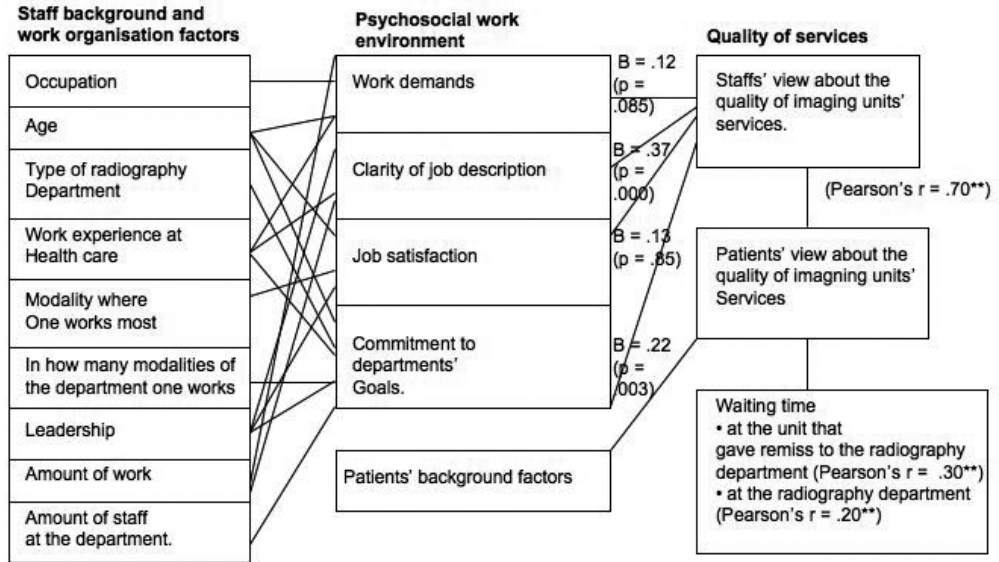 Staff background and
work organisation factors
Occupation
Age
Type of radiography
Department
Work experience at
Health care
Modality where
One works most
In how many modalities of
the department one works
Leadership
Amount of work
Amount of staff
at the department.
Psychosocial work
environment
Work demands
Clarity of job description
Job satisfaction
Commitment to
departments'
Goals.
Patients' background factors
B = .12
(p =
.085)
B = .37
(p =
.000)
B = .13
(p = .85)
B = .22
(p =
.003)
Quality of services
Staffs' view about the
quality of imaging units'
services.
(Pearson's r = .70**)
Patients' view about the
quality of imagning units'
Services
Waiting time
• at the unit that
gave remiss to the radiography
department (Pearson's r = .30**)
• at the radiography department
(Pearson's r = .20**)